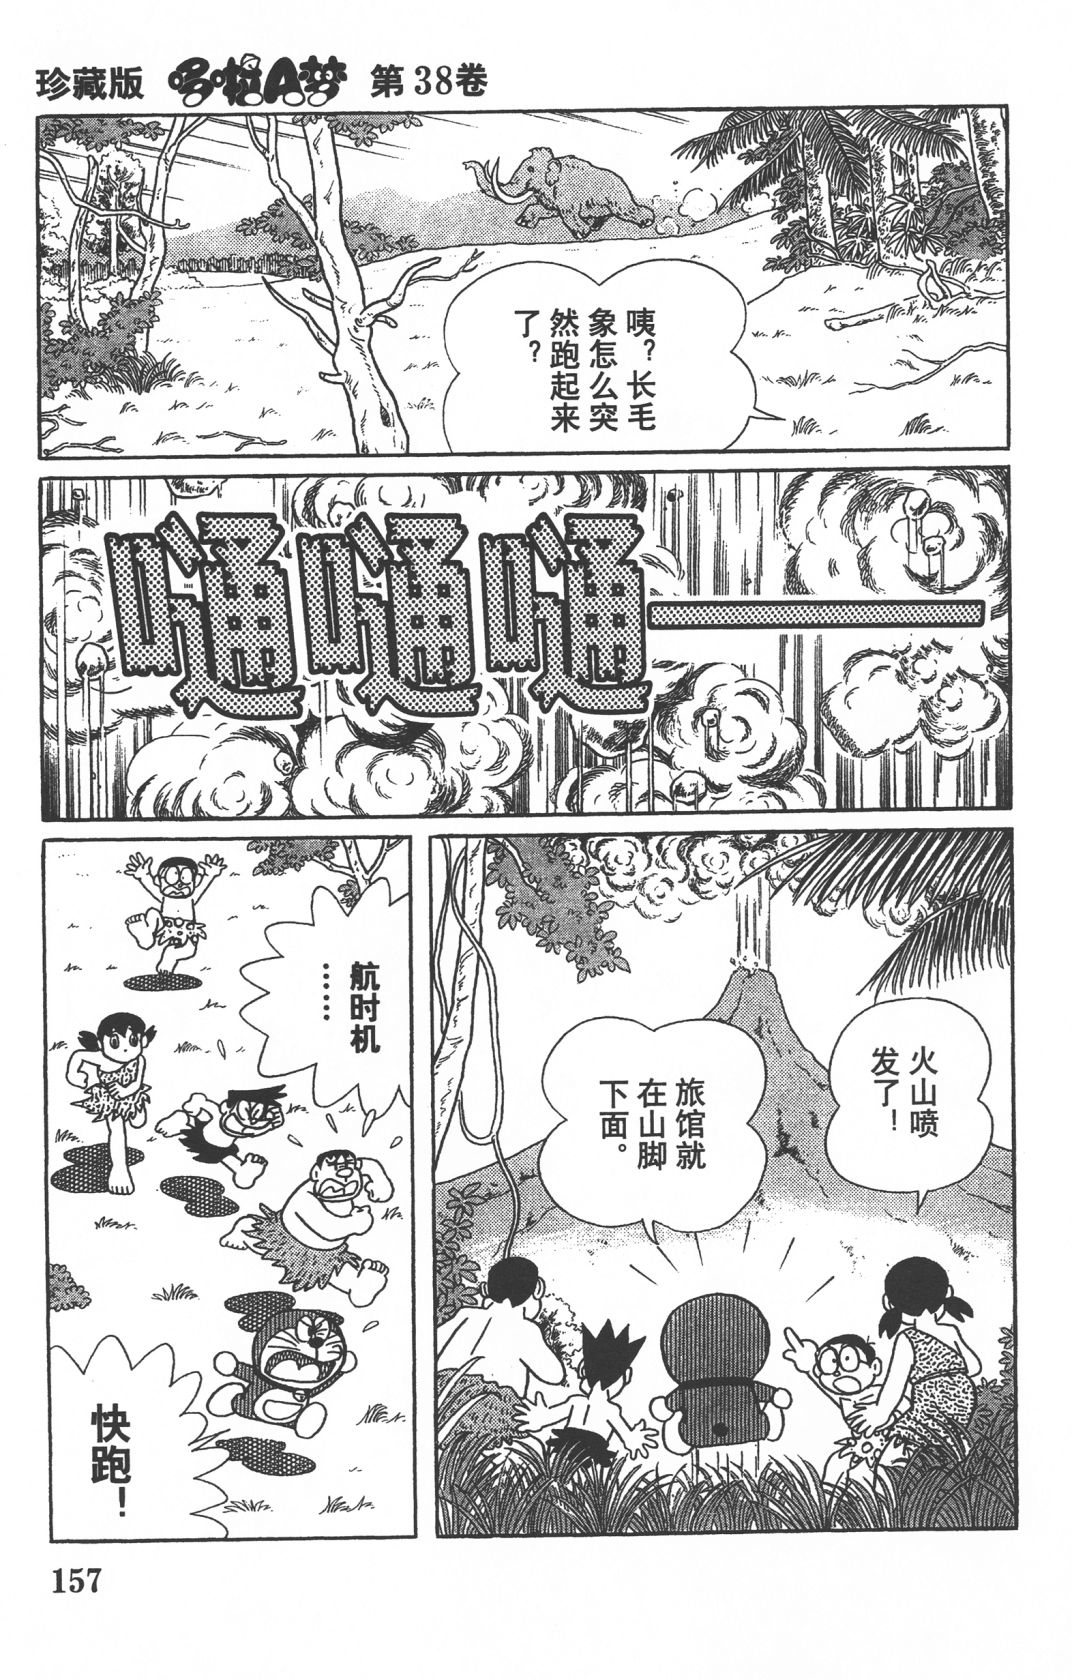 珍藏版 哆啦A梦 第38卷
咦？长毛
象怎么突
然跑起来
了？
嗵嗵嗵——
火山喷
发了！
旅馆就
在山脚
下面。
航时机
……
快跑！
157